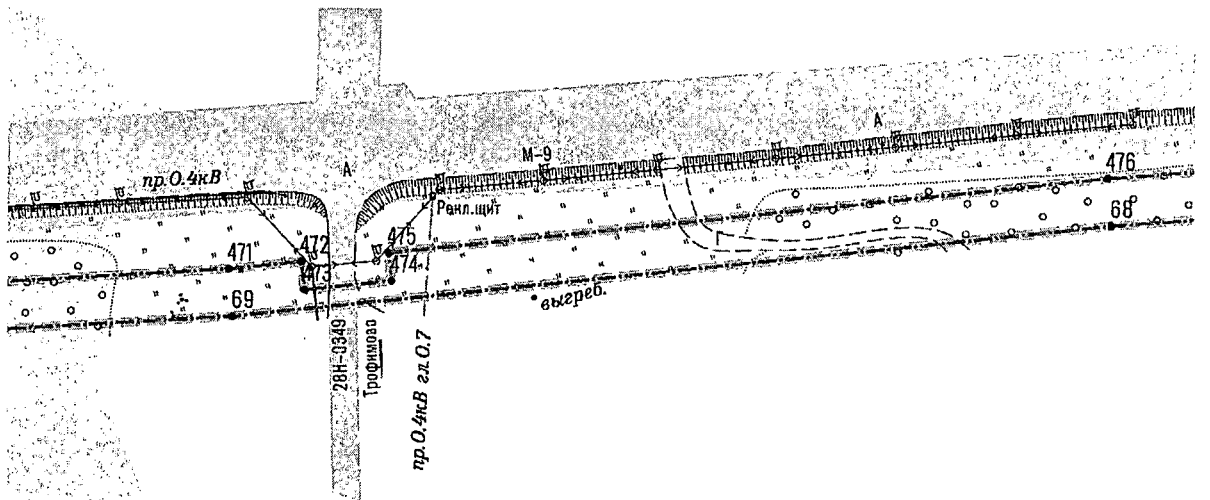 А
М-9
А
476
пр.0.4кВ
Рекл.щит
68
472
475
471
473
474
69
выгреб.
28Н-0349
Трофимова
пр.0.4кВ гл.0.7